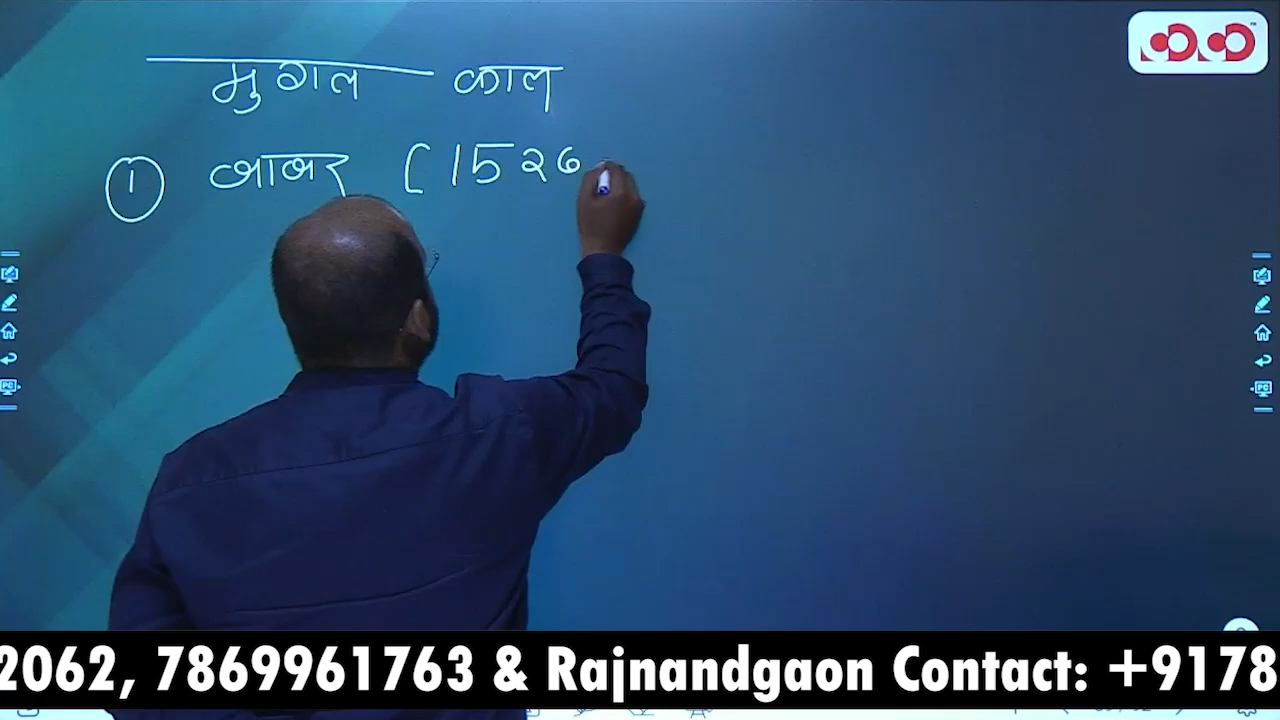 मुगल काल
① बाबर [1526
2062, 7869961763 & Rajnandgaon Contact: +9178